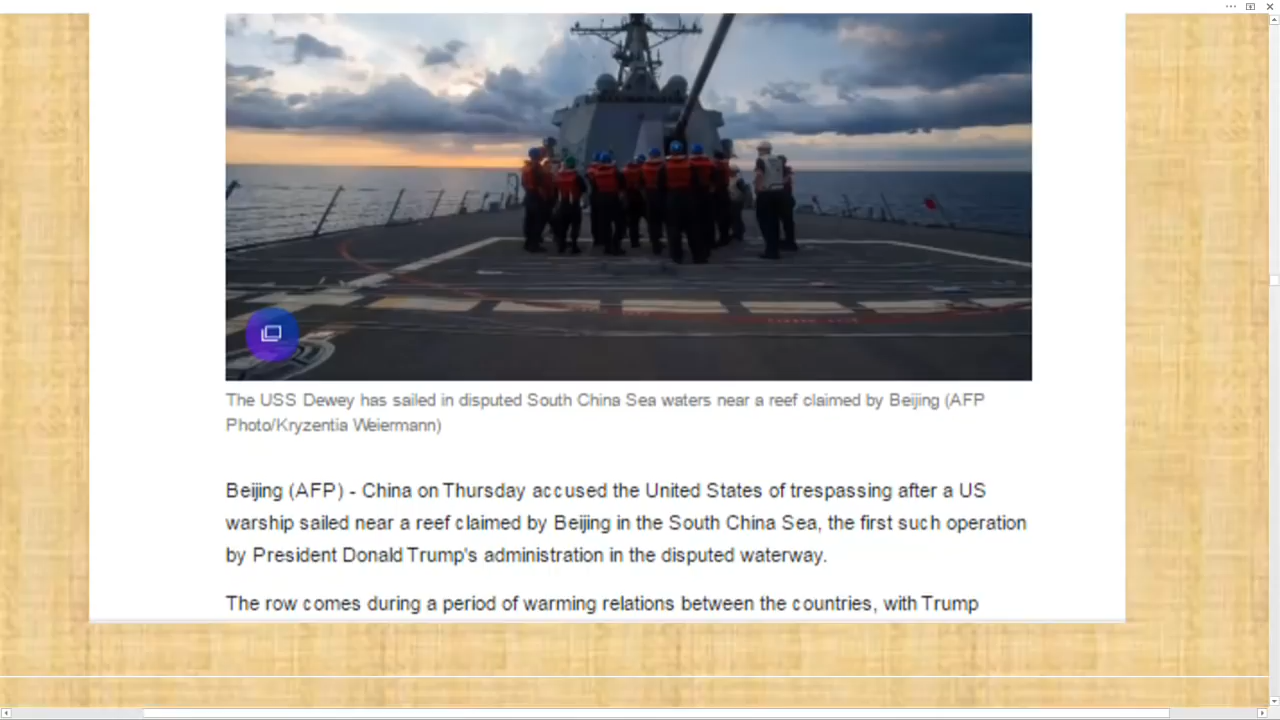 The USS Dewey has sailed in disputed South China Sea waters near a reef claimed by Beijing (AFP
Photo/Kryzentia Weiermann)
Beijing (AFP) - China on Thursday accused the United States of trespassing after a US
warship sailed near a reef claimed by Beijing in the South China Sea, the first such operation
by President Donald Trump's administration in the disputed waterway.
The row comes during a period of warming relations between the countries, with Trump